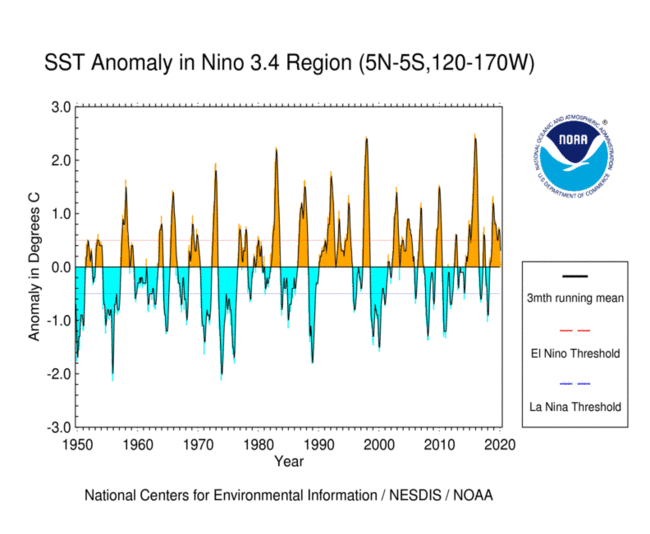 SST Anomaly in Nino 3.4 Region (5N-5S,120-170W)
3.0
2.0
1.0
0.0
-1.0
-2.0
-3.0
Anomaly in Degrees C
1950 1960 1970 1980 1990 2000 2010 2020
Year
NATIONAL OCEANIC AND ATMOSPHERIC ADMINISTRATION
®
NOAA
U.S. DEPARTMENT OF COMMERCE
3mth running mean
El Nino Threshold
La Nina Threshold
National Centers for Environmental Information / NESDIS / NOAA